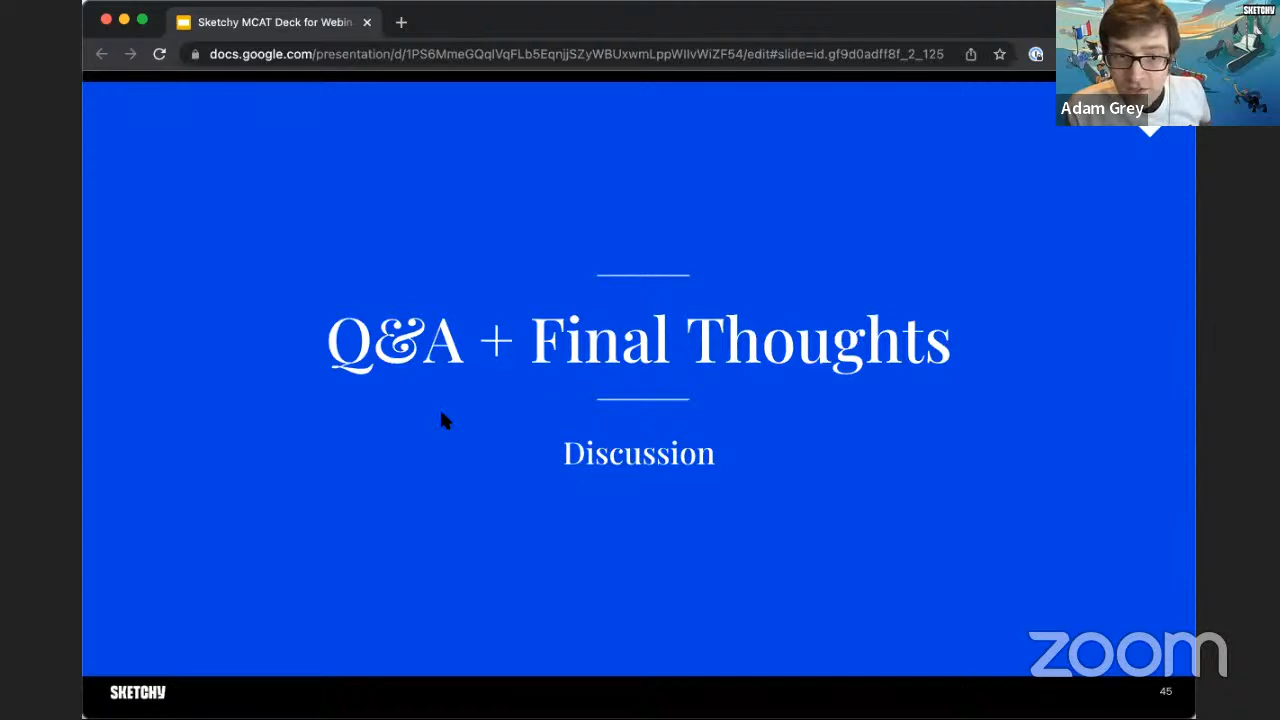 Sketchy MCAT Deck for Webin
docs.google.com/presentation/d/1PS6MmeGQqlVqFLb5EqnjjSZyWBUxwmLppWIlvWiZF54/edit#slide=id.gf9d0adff8f_2_125
SKETCHY
Adam Grey
Q&A + Final Thoughts
Discussion
zoom
SKETCHY
45